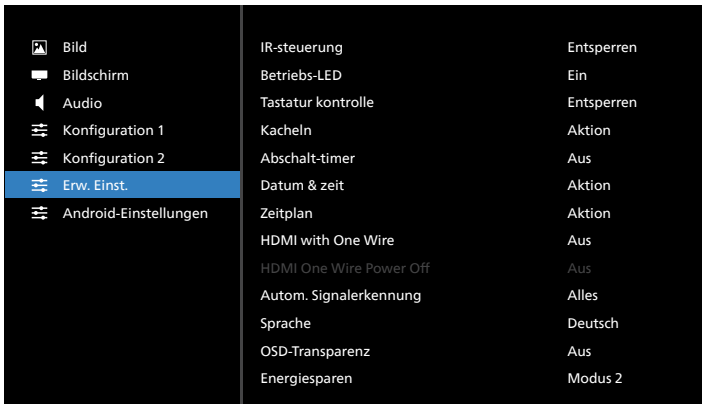 Bild
Bildschirm
Audio
Konfiguration 1
Konfiguration 2
Erw. Einst.
Android-Einstellungen
IR-steuerung Entsperren
Betriebs-LED Ein
Tastatur kontrolle Entsperren
Kacheln Aktion
Abschalt-timer Aus
Datum & zeit Aktion
Zeitplan Aktion
HDMI with One Wire Aus
HDMI One Wire Power Off Aus
Autom. Signalerkennung Alles
Sprache Deutsch
OSD-Transparenz Aus
Energiesparen Modus 2